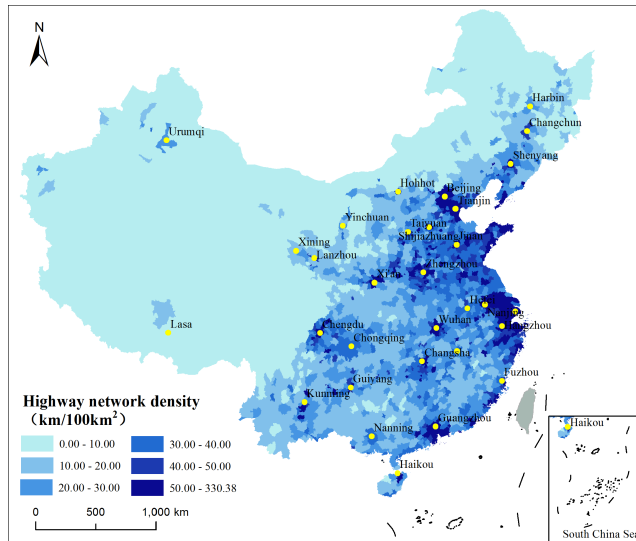 N
Harbin
Changchun
Urumqi
Shenyang
Hohhot
Beijing
Tianjin
Yinchuan
Taiyuan
Shijiazhuang
Jinan
Xining
Lanzhou
Zhengzhou
Xi'an
Hefei
Nanjing
Lasa
Chengdu
Wuhan
Hangzhou
Chongqing
Changsha
Fuzhou
Guiyang
Kunming
Guangzhou
Nanning
Haikou
Highway network density
(km/100km²)
0.00 - 10.00
30.00 - 40.00
10.00 - 20.00
40.00 - 50.00
20.00 - 30.00
50.00 - 330.38
0
1,000 km
Haikou
South China Sea